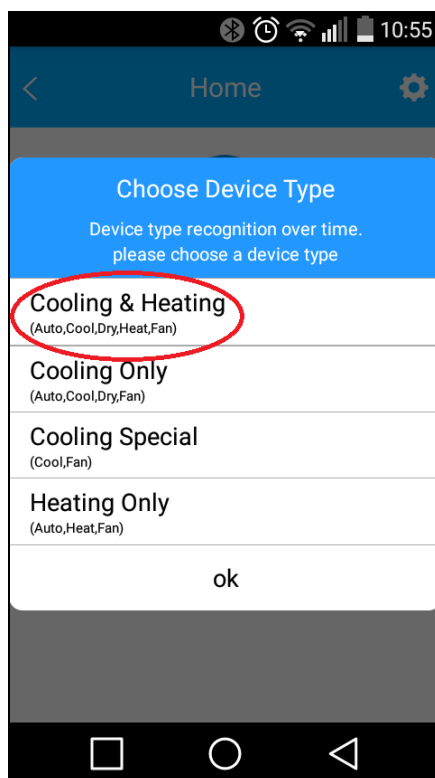 10:55
Home
Choose Device Type
Device type recognition over time.
please choose a device type
Cooling & Heating
(Auto,Cool,Dry,Heat,Fan)
Cooling Only
(Auto,Cool,Dry,Fan)
Cooling Special
(Cool,Fan)
Heating Only
(Auto,Heat,Fan)
ok